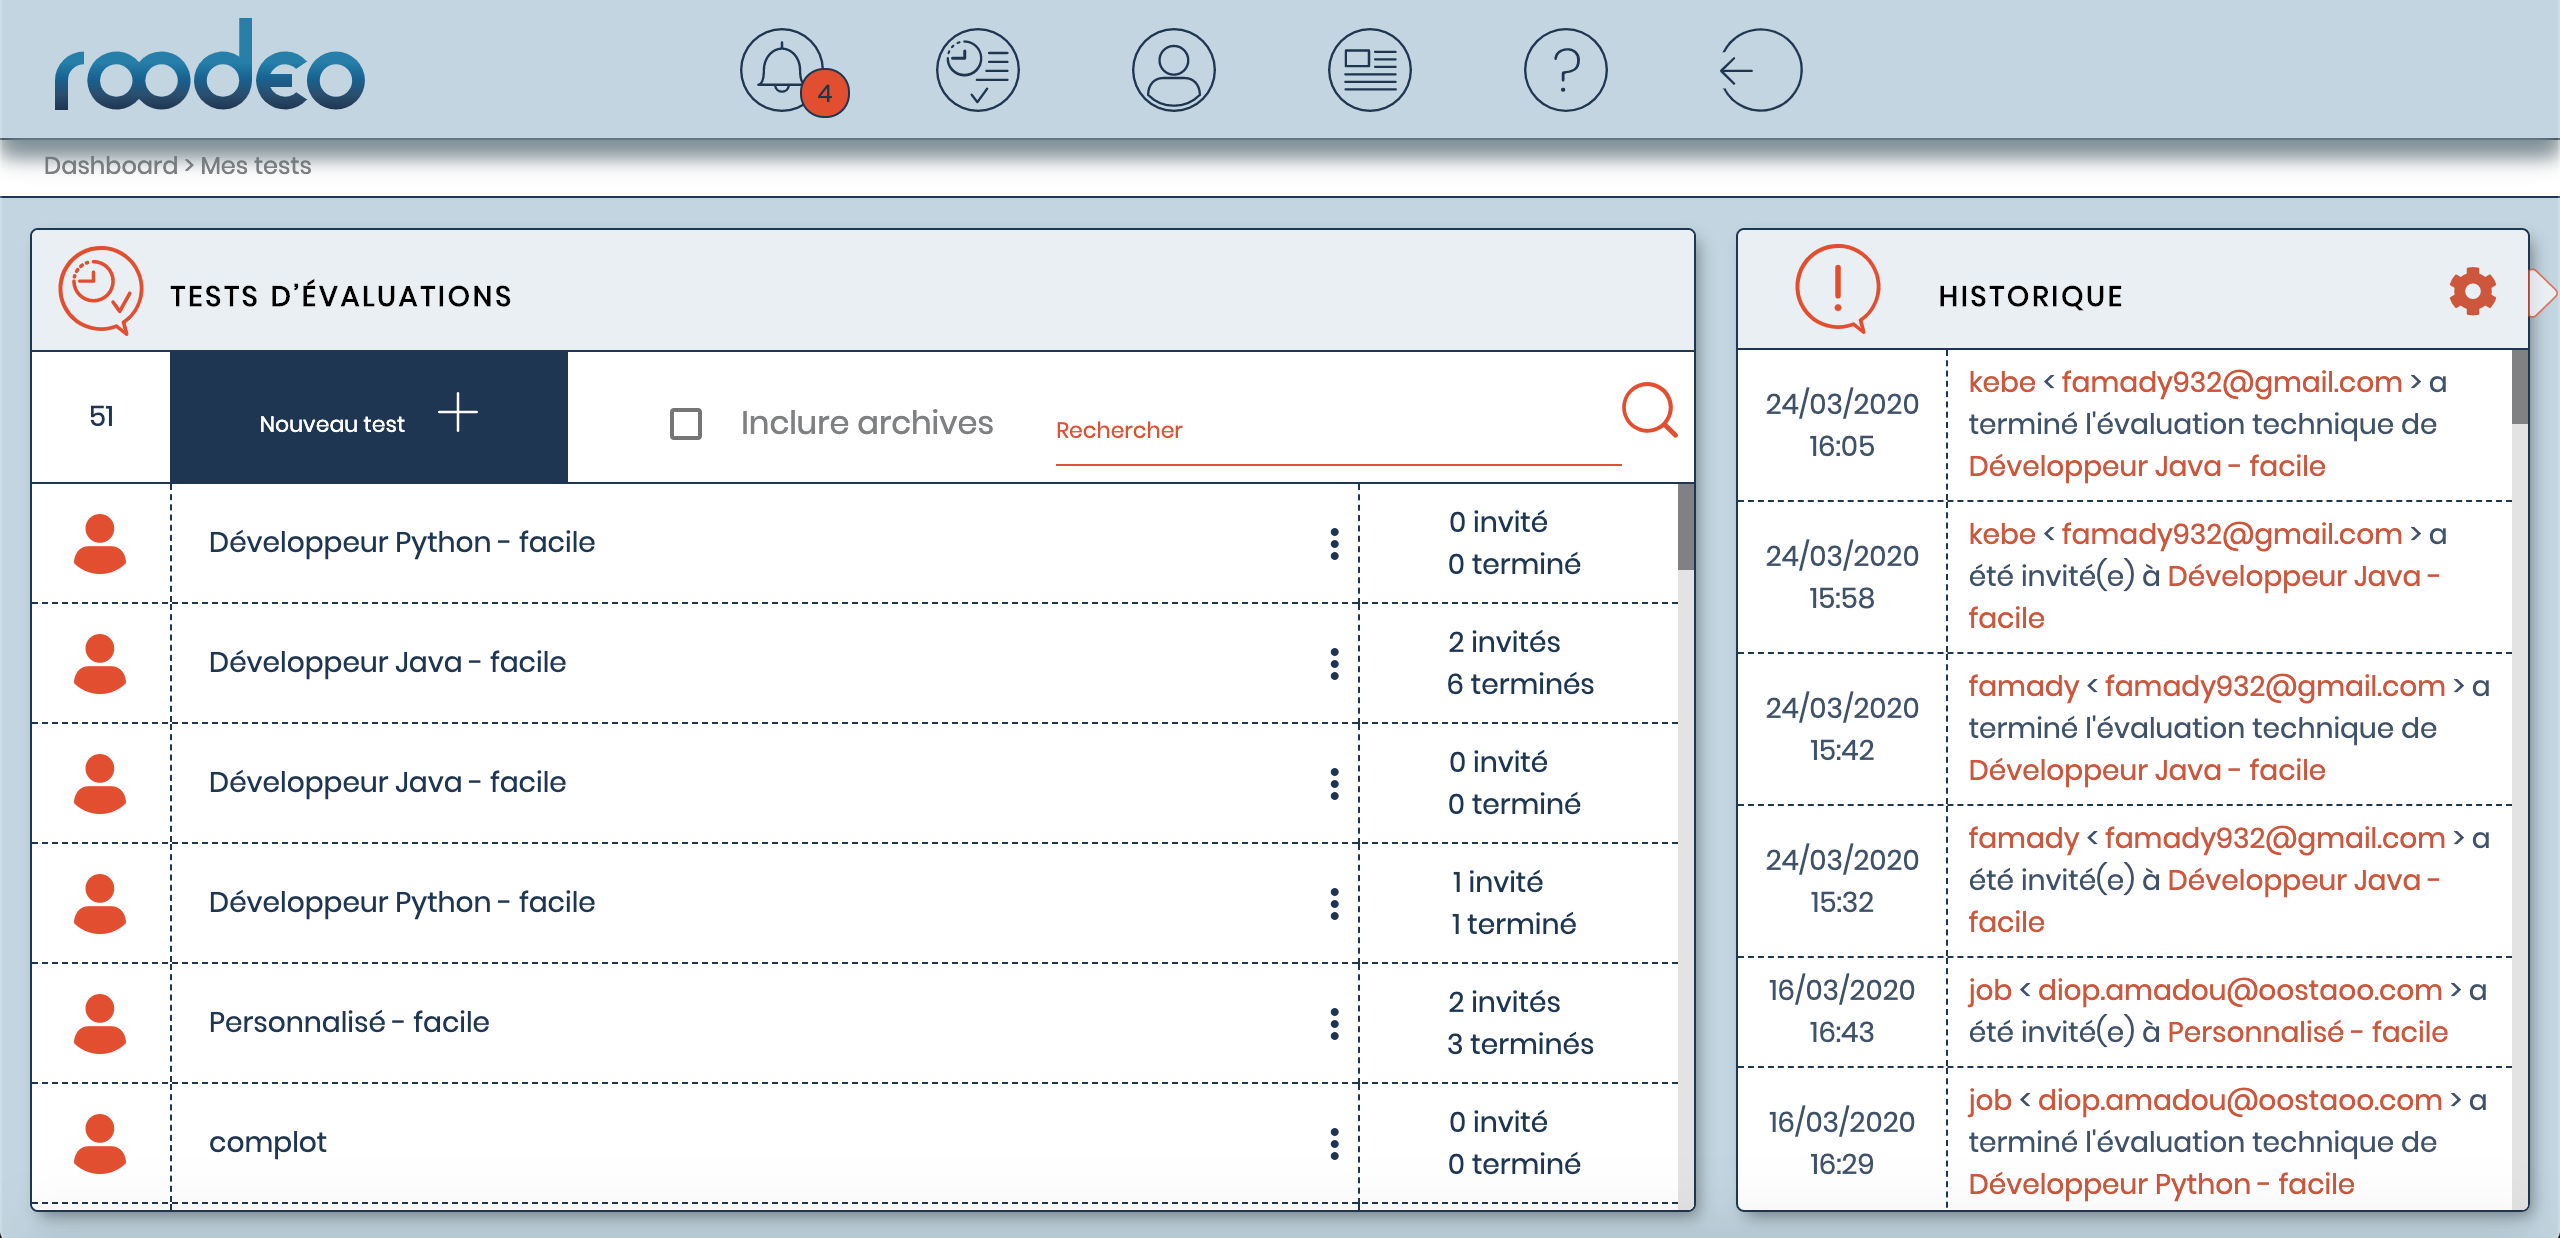 roodeo
4
Dashboard > Mes tests
TESTS D'ÉVALUATIONS
51
Nouveau test
Inclure archives
Rechercher
Développeur Python - facile
0 invité
0 terminé
Développeur Java - facile
2 invités
6 terminés
Développeur Java - facile
0 invité
0 terminé
Développeur Python - facile
1 invité
1 terminé
Personnalisé - facile
2 invités
3 terminés
complot
0 invité
0 terminé
HISTORIQUE
24/03/2020
16:05
kebe < famady932@gmail.com > a
terminé l'évaluation technique de
Développeur Java - facile
24/03/2020
15:58
kebe < famady932@gmail.com > a
été invité(e) à Développeur Java -
facile
24/03/2020
15:42
famady < famady932@gmail.com > a
terminé l'évaluation technique de
Développeur Java - facile
24/03/2020
15:32
famady < famady932@gmail.com > a
été invité(e) à Développeur Java -
facile
16/03/2020
16:43
job < diop.amadou@oostaoo.com > a
été invité(e) à Personnalisé - facile
16/03/2020
16:29
job < diop.amadou@oostaoo.com > a
terminé l'évaluation technique de
Développeur Python - facile